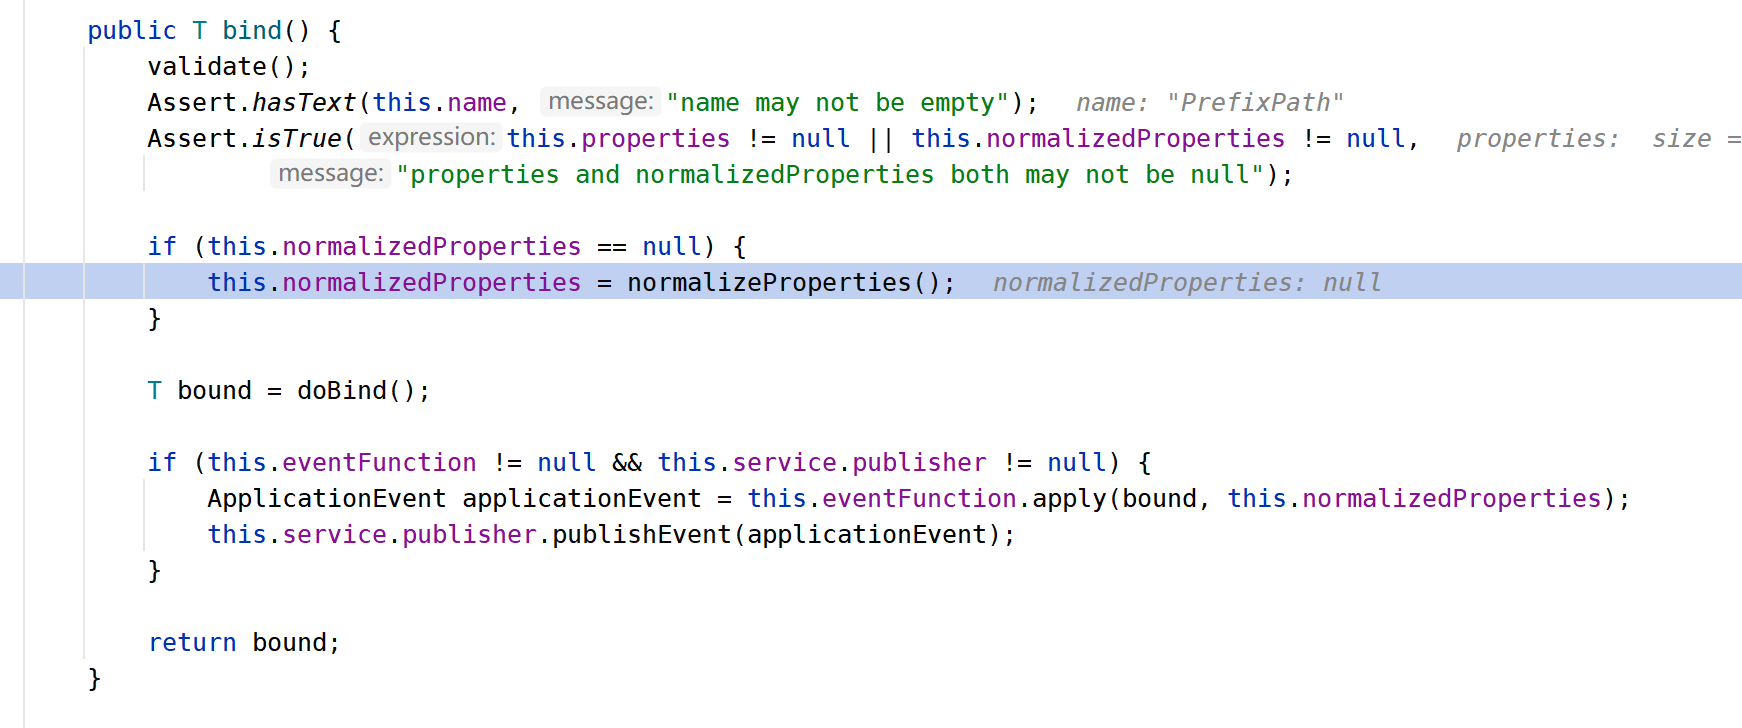 public T bind() {
validate();
Assert.hasText(this.name, message: "name may not be empty"); name: "PrefixPath"
Assert.isTrue( expression: this.properties != null || this.normalizedProperties != null, properties: size =
message: "properties and normalizedProperties both may not be null");
if (this.normalizedProperties == null) {
this.normalizedProperties = normalizeProperties(); normalizedProperties: null
}
T bound = doBind();
if (this.eventFunction != null && this.service.publisher != null) {
ApplicationEvent applicationEvent = this.eventFunction.apply(bound, this.normalizedProperties);
this.service.publisher.publishEvent(applicationEvent);
}
return bound;
}